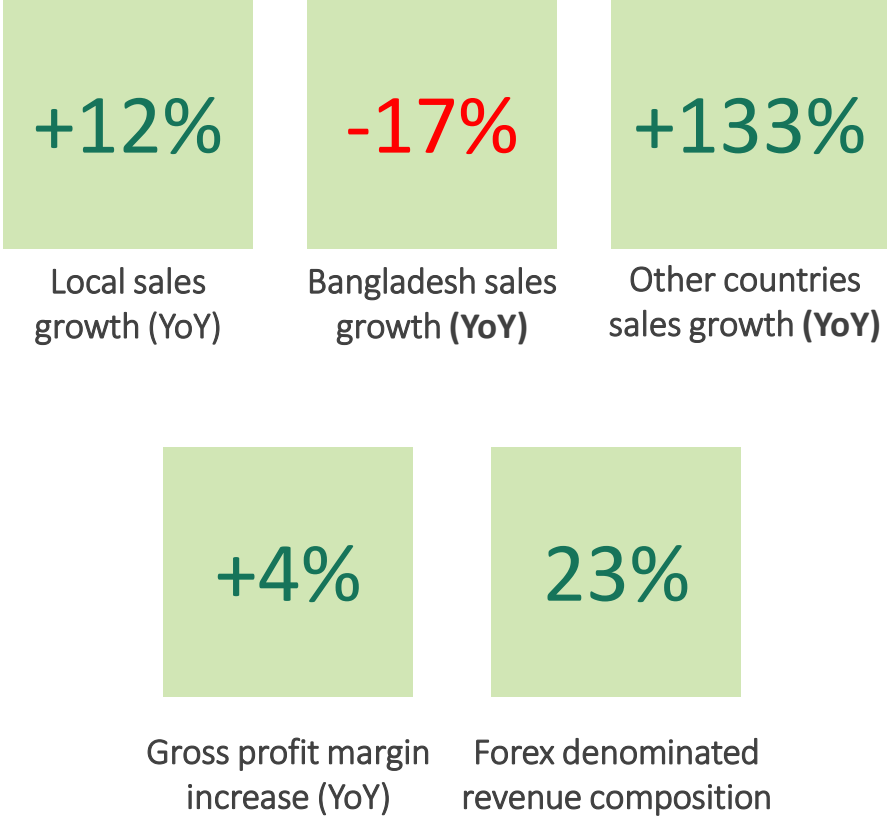 +12%
-17%
+133%
Local sales
growth (YoY)
Bangladesh sales
growth (YoY)
Other countries
sales growth (YoY)
+4%
23%
Gross profit margin
increase (YoY)
Forex denominated
revenue composition